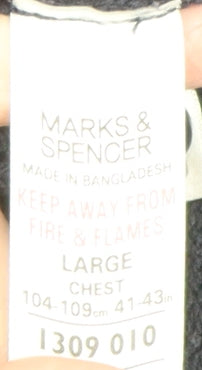 MARKS &
SPENCER
MADE IN BANGLADESH
KEEP AWAY FROM
FIRE & FLAMES
LARGE
CHEST
104-109cm 41-43in
1309 010